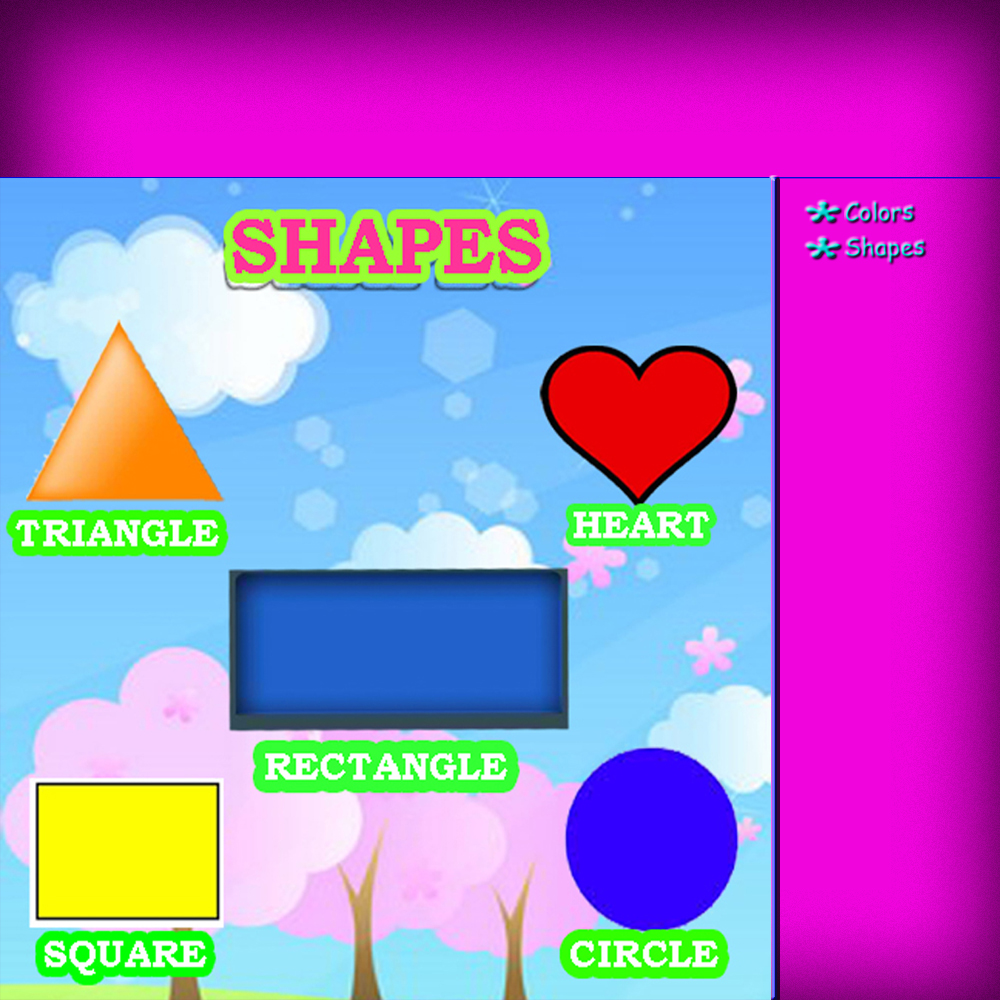 SHAPES
Colors
Shapes
TRIANGLE
HEART
RECTANGLE
SQUARE
CIRCLE